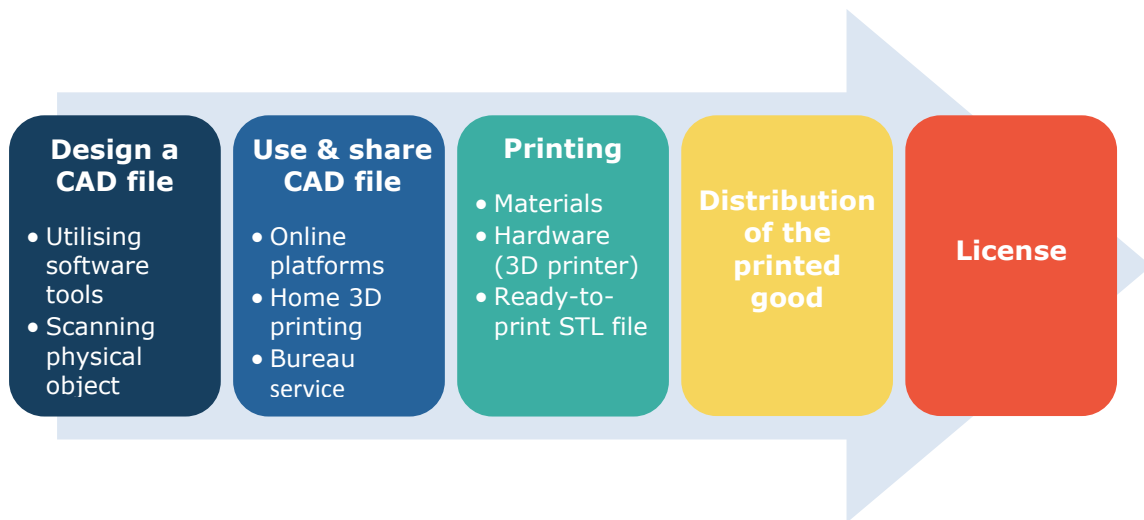 Design a
CAD file
• Utilising
software
tools
• Scanning
physical
object
Use & share
CAD file
• Online
platforms
• Home 3D
printing
• Bureau
service
Printing
• Materials
• Hardware
(3D printer)
• Ready-to-
print STL file
Distribution
of the
printed
good
License